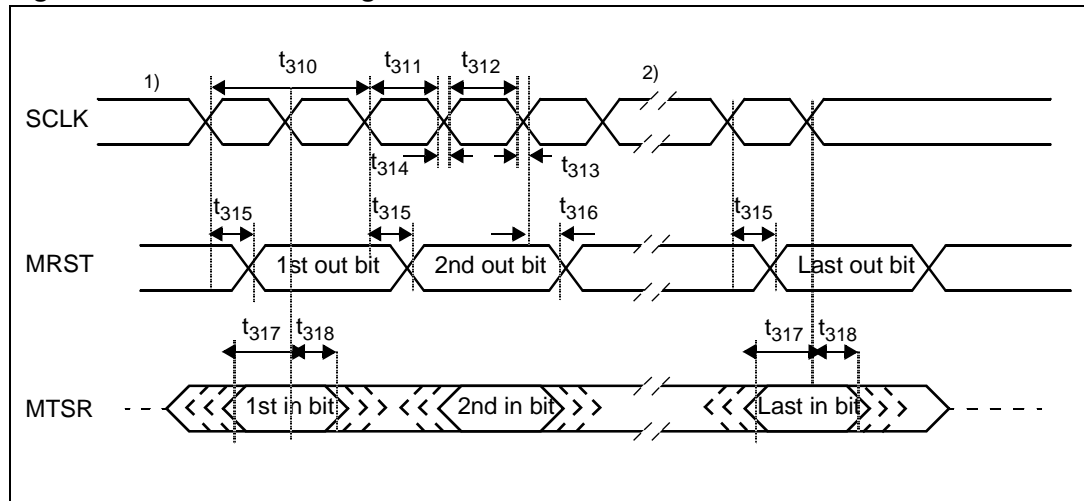 t310 t311 t312
1) 2)
SCLK
t314 t313
t315 t315 t316 t315
MRST 1st out bit 2nd out bit Last out bit
t317 t318 t317 t318
MTSR 1st in bit 2nd in bit Last in bit